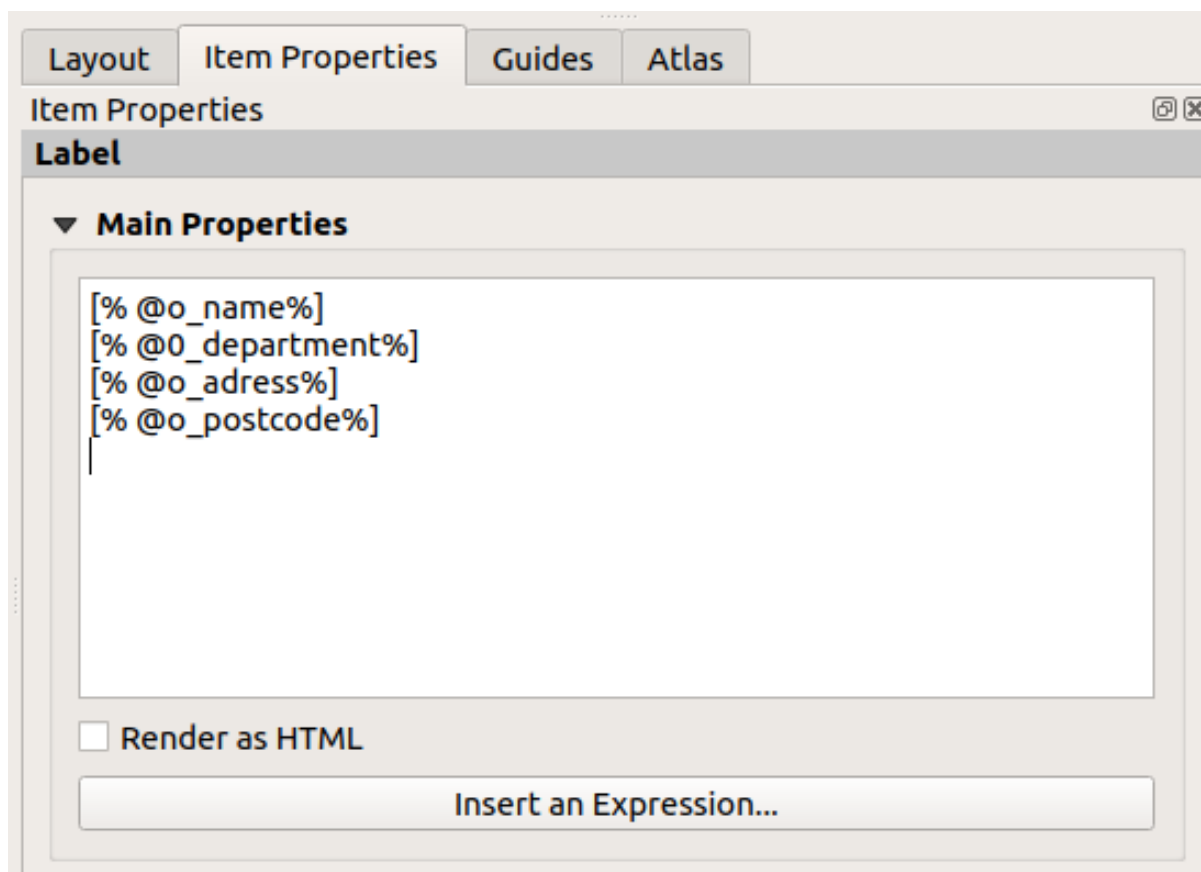 Layout Item Properties Guides Atlas
Item Properties
Label
Main Properties
[% @o_name%]
[% @0_department%]
[% @o_adress%]
[% @o_postcode%]
Render as HTML
Insert an Expression...